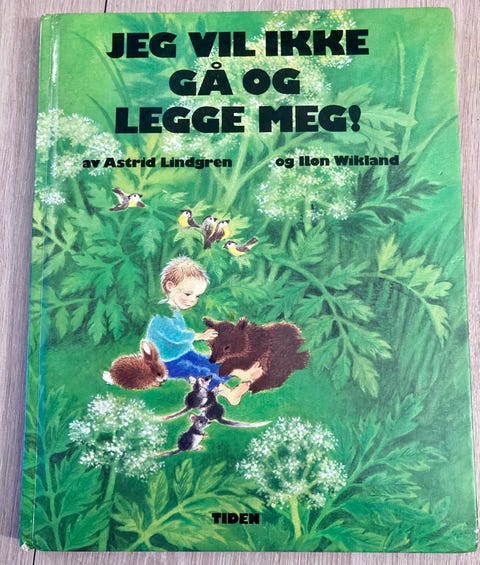 JEG VIL IKKE
GÅ OG
LEGGE MEG!
av Astrid Lindgren og Ilon Wikland
TIDEN